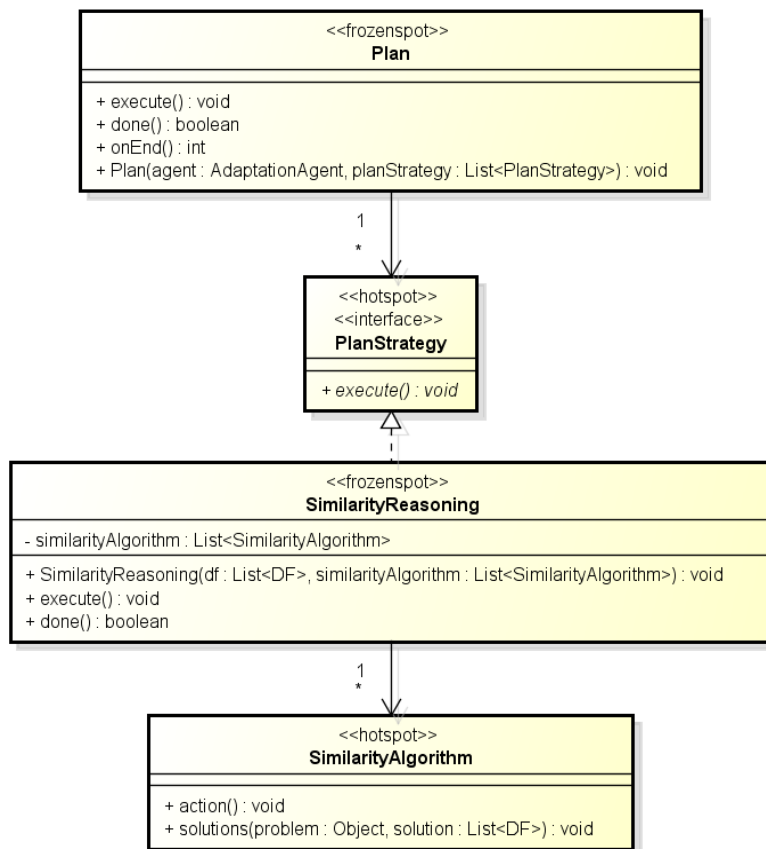 <<frozenspot>>
Plan
+ execute() : void
+ done() : boolean
+ onEnd() : int
+ Plan(agent : AdaptationAgent, planStrategy : List<PlanStrategy>) : void
1
*
<<hotspot>>
<<interface>>
PlanStrategy
+ execute() : void
<<frozenspot>>
SimilarityReasoning
- similarityAlgorithm : List<SimilarityAlgorithm>
+ SimilarityReasoning(df : List<DF>, similarityAlgorithm : List<SimilarityAlgorithm>) : void
+ execute() : void
+ done() : boolean
1
*
<<hotspot>>
SimilarityAlgorithm
+ action() : void
+ solutions(problem : Object, solution : List<DF>) : void